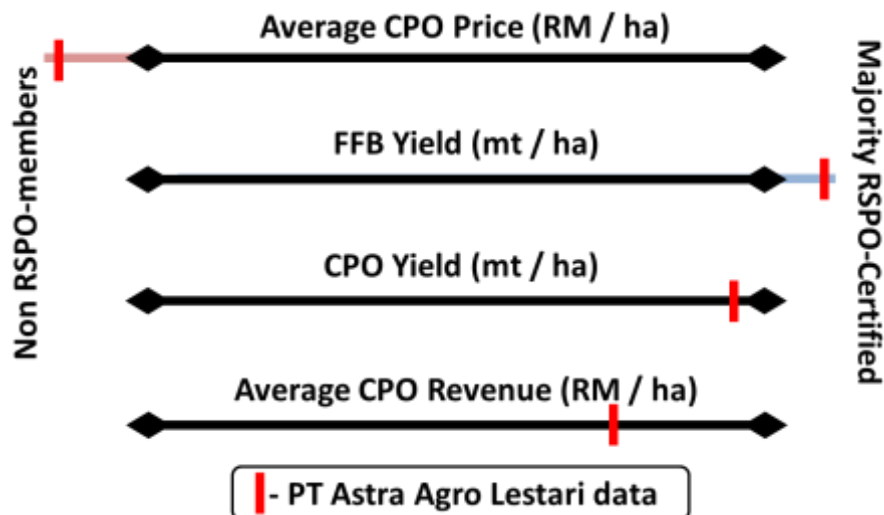 Average CPO Price (RM / ha)
Non RSPO-members
Majority RSPO-Certified
FFB Yield (mt / ha)
CPO Yield (mt / ha)
Average CPO Revenue (RM / ha)
- PT Astra Agro Lestari data